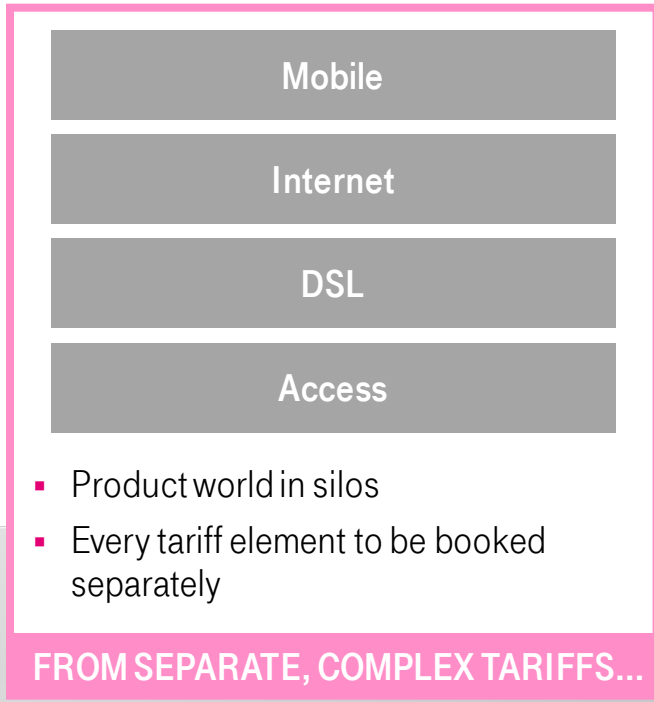 Mobile
Internet
DSL
Access
▪ Product world in silos
▪ Every tariff element to be booked
separately
FROM SEPARATE, COMPLEX TARIFFS...